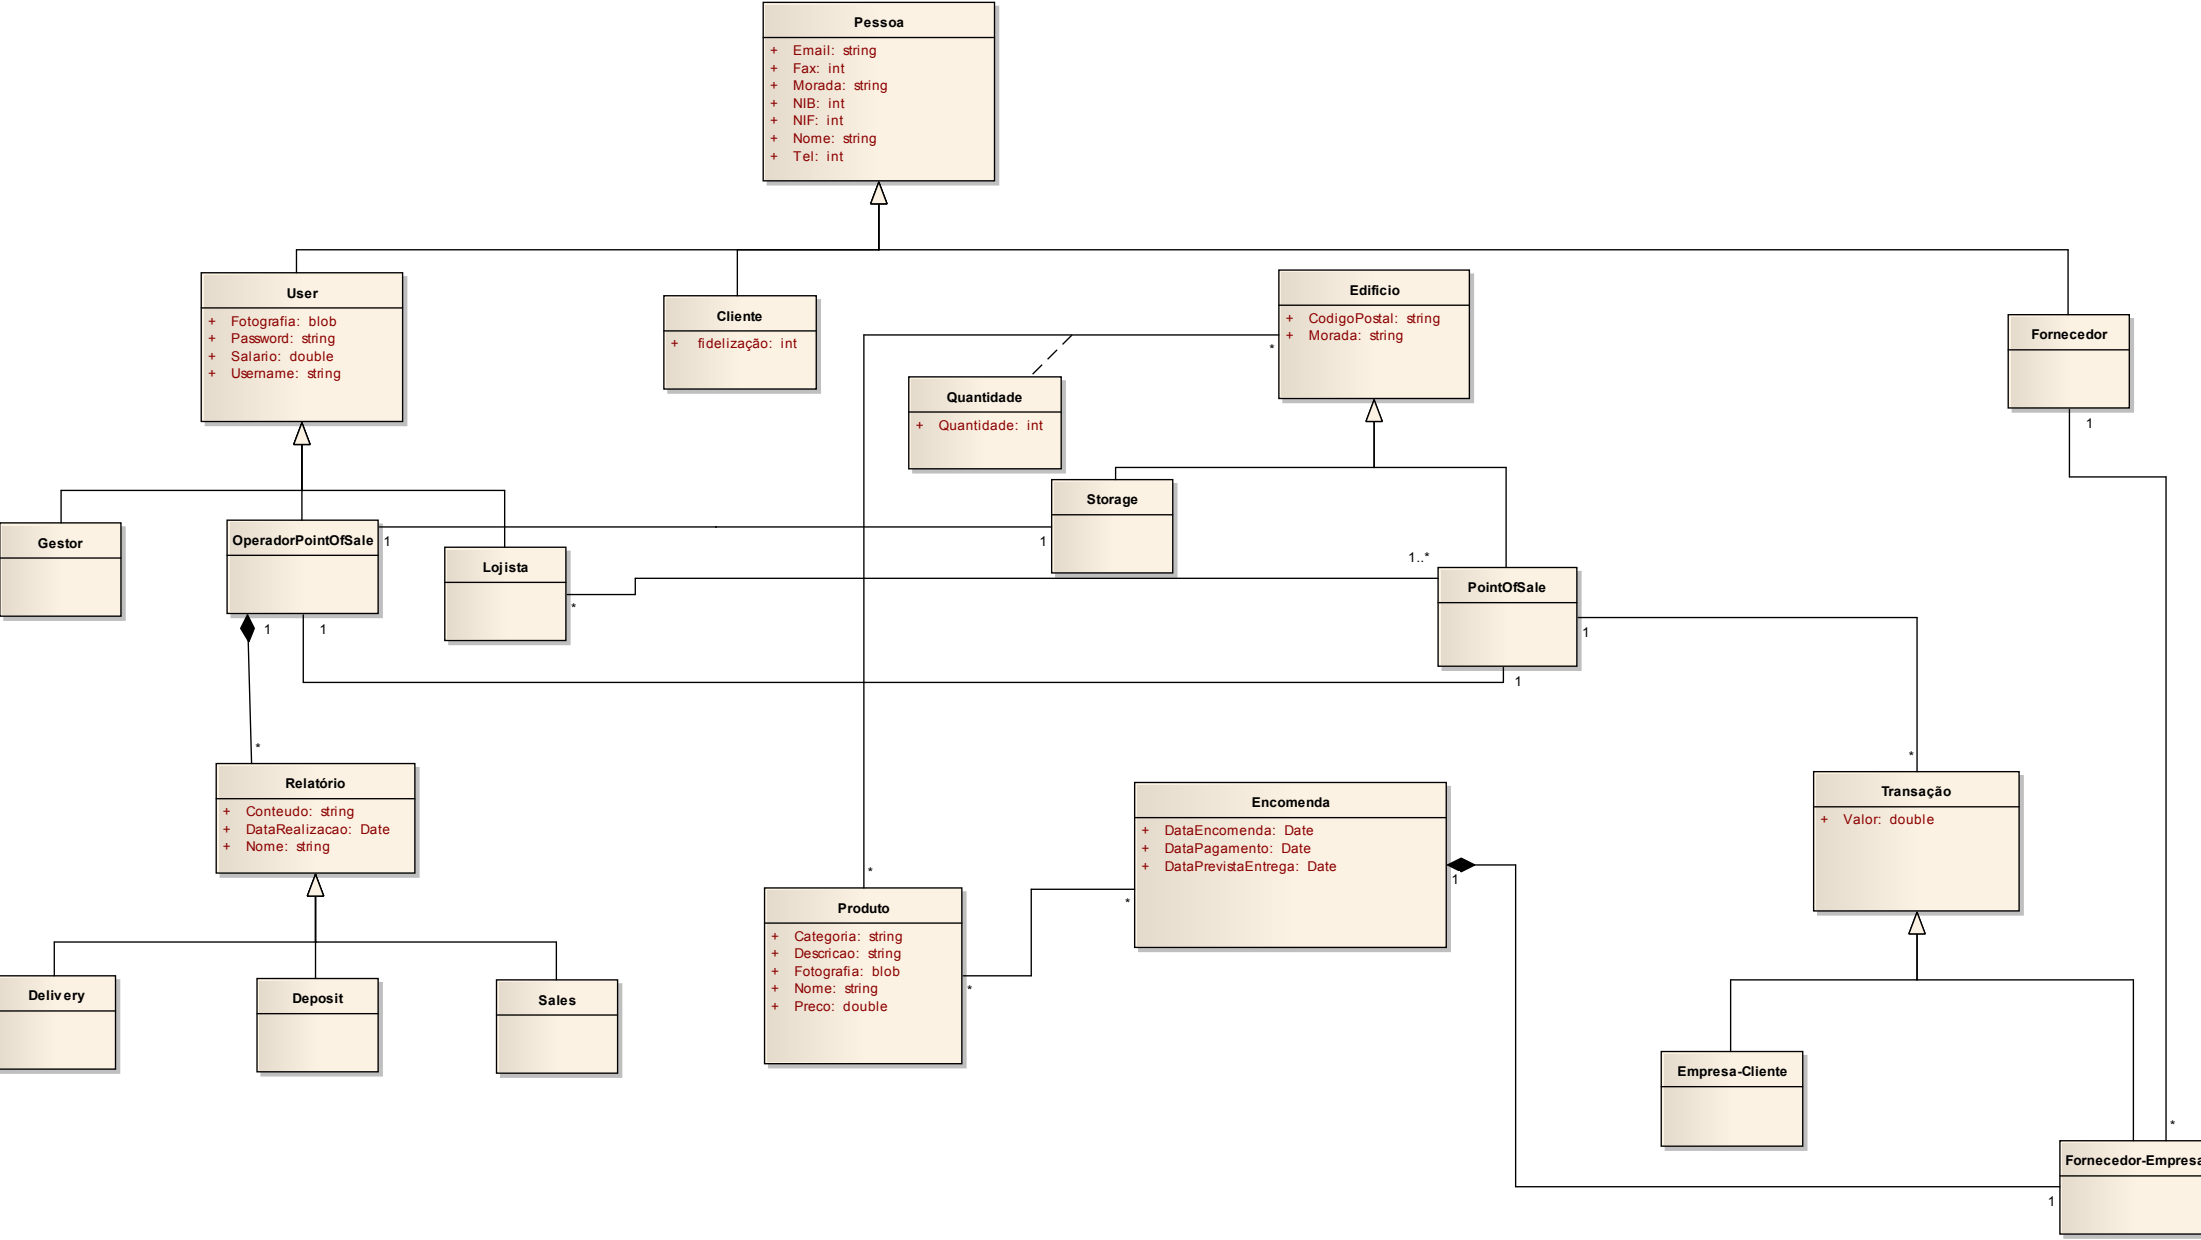 Pessoa
+ Email: string
+ Fax: int
+ Morada: string
+ NIB: int
+ NIF: int
+ Nome: string
+ Tel: int
User
+ Fotografia: blob
+ Password: string
+ Salario: double
+ Username: string
Cliente
+ fidelização: int
Edificio
+ CodigoPostal: string
+ Morada: string
*
Fornecedor
1
Quantidade
+ Quantidade: int
Gestor
OperadorPointOfSale
1
1
1
Lojista
*
Storage
1
1..*
PointOfSale
1
1
*
Relatório
+ Conteudo: string
+ DataRealizacao: Date
+ Nome: string
Encomenda
+ DataEncomenda: Date
+ DataPagamento: Date
+ DataPrevistaEntrega: Date
1
*
*
Transação
+ Valor: double
*
Produto
+ Categoria: string
+ Descricao: string
+ Fotografia: blob
+ Nome: string
+ Preco: double
*
Delivery
Deposit
Sales
Empresa-Cliente
*
Fornecedor-Empresa
1